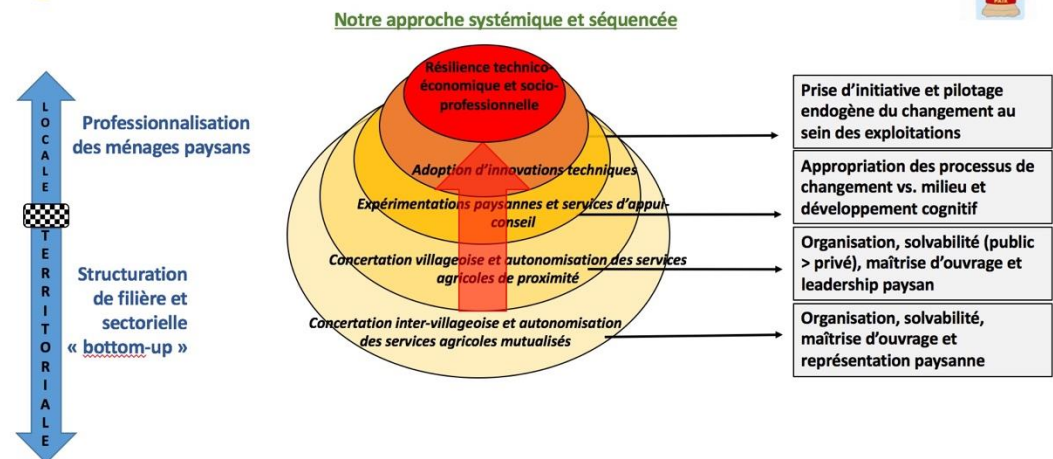 Notre approche systémique et séquencée
LOCALE
TERRITORIALE
Professionnalisation
des ménages paysans
Structuration
de filière et
sectorielle
« bottom-up »
Résilience technico-
économique et socio-
professionnelle
Adoption d'innovations techniques
Expérimentations paysannes et services d'appui-
conseil
Concertation villageoise et autonomisation des services
agricoles de proximité
Concertation inter-villageoise et autonomisation
des services agricoles mutualisés
Prise d'initiative et pilotage
endogène du changement au
sein des exploitations
Appropriation des processus de
changement vs. milieu et
développement cognitif
Organisation, solvabilité (public
> privé), maîtrise d'ouvrage et
leadership paysan
Organisation, solvabilité,
maîtrise d'ouvrage et
représentation paysanne